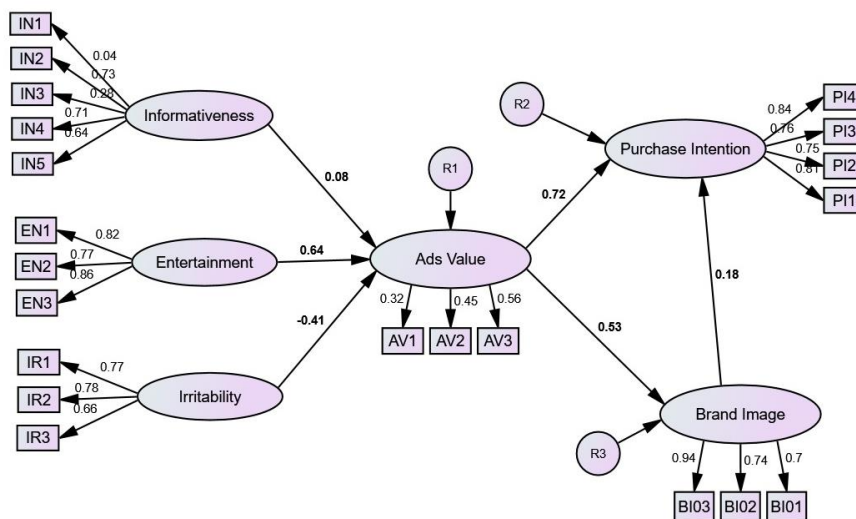 IN1
IN2
IN3
IN4
IN5
0.04
0.73
0.28
0.71
0.64
Informativeness
EN1
EN2
EN3
0.82
0.77
0.86
Entertainment
IR1
IR2
IR3
0.77
0.78
0.66
Irritability
0.08
0.64
-0.41
R1
Ads Value
0.32
0.45
0.56
AV1
AV2
AV3
R2
0.72
0.53
Purchase Intention
0.84
0.76
0.75
0.81
PI4
PI3
PI2
PI1
0.18
R3
Brand Image
0.94
0.74
0.7
BI03
BI02
BI01